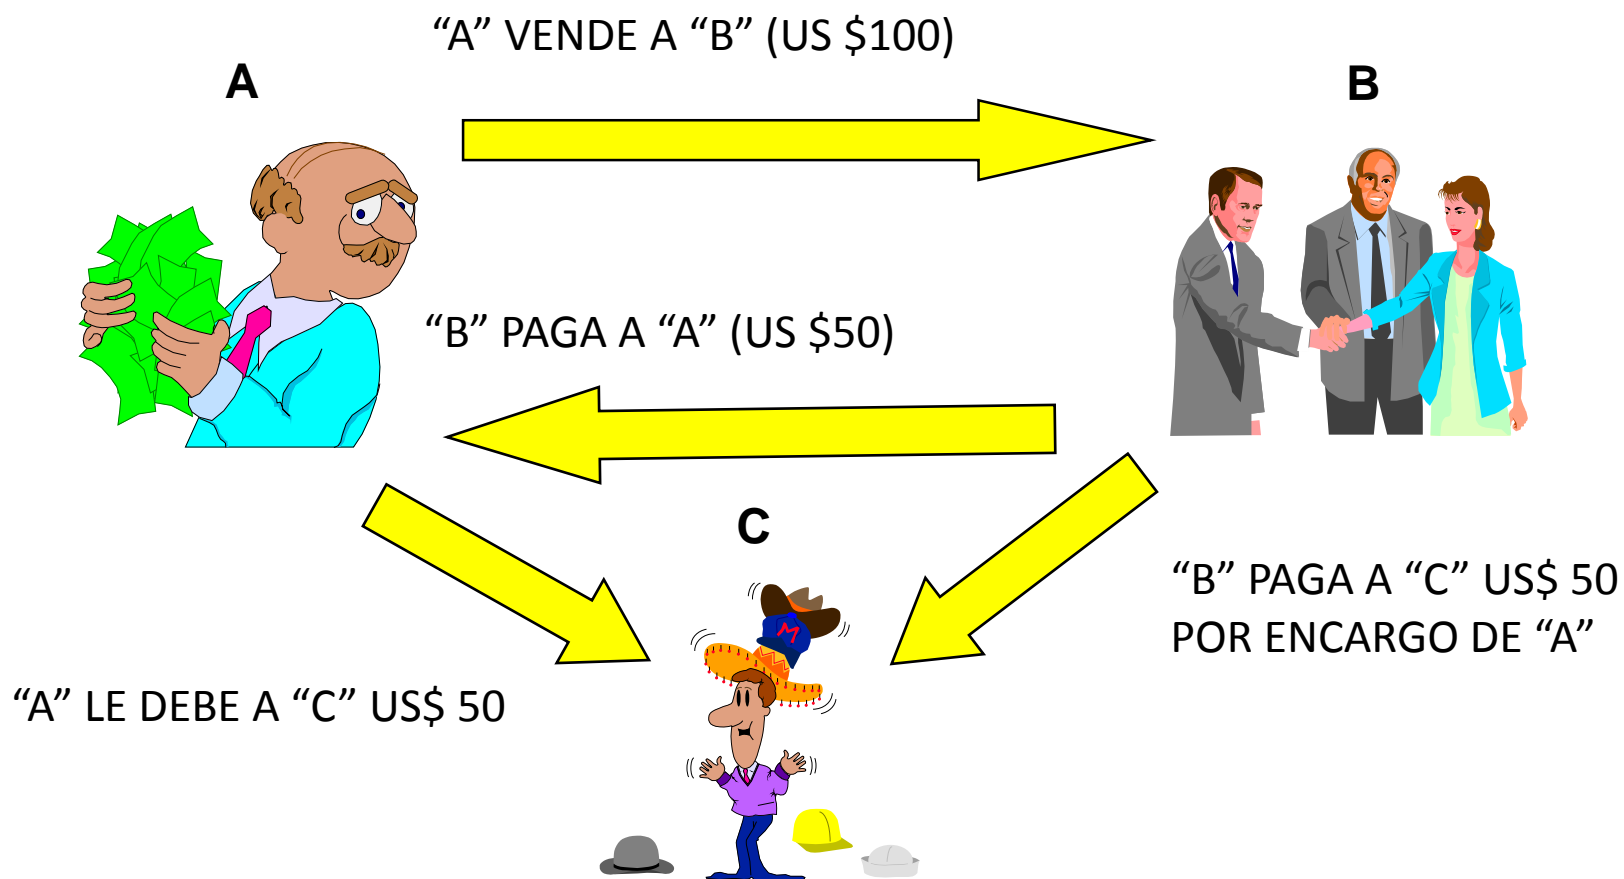 “A” VENDE A “B” (US $100)
A
B
“B” PAGA A “A” (US $50)
C
“B” PAGA A “C” US$ 50
POR ENCARGO DE “A”
M
“A” LE DEBE A “C” US$ 50